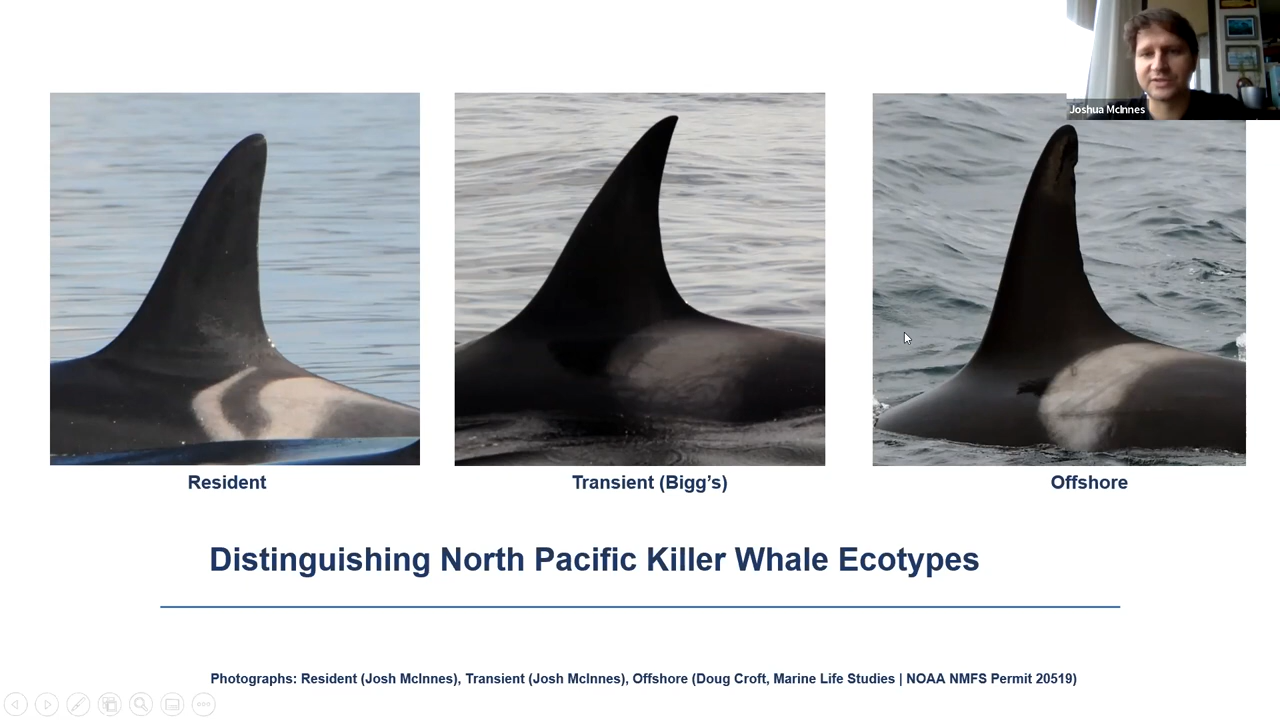 Joshua McInnes
Resident
Transient (Bigg’s)
Offshore
Distinguishing North Pacific Killer Whale Ecotypes
Photographs: Resident (Josh McInnes), Transient (Josh McInnes), Offshore (Doug Croft, Marine Life Studies | NOAA NMFS Permit 20519)